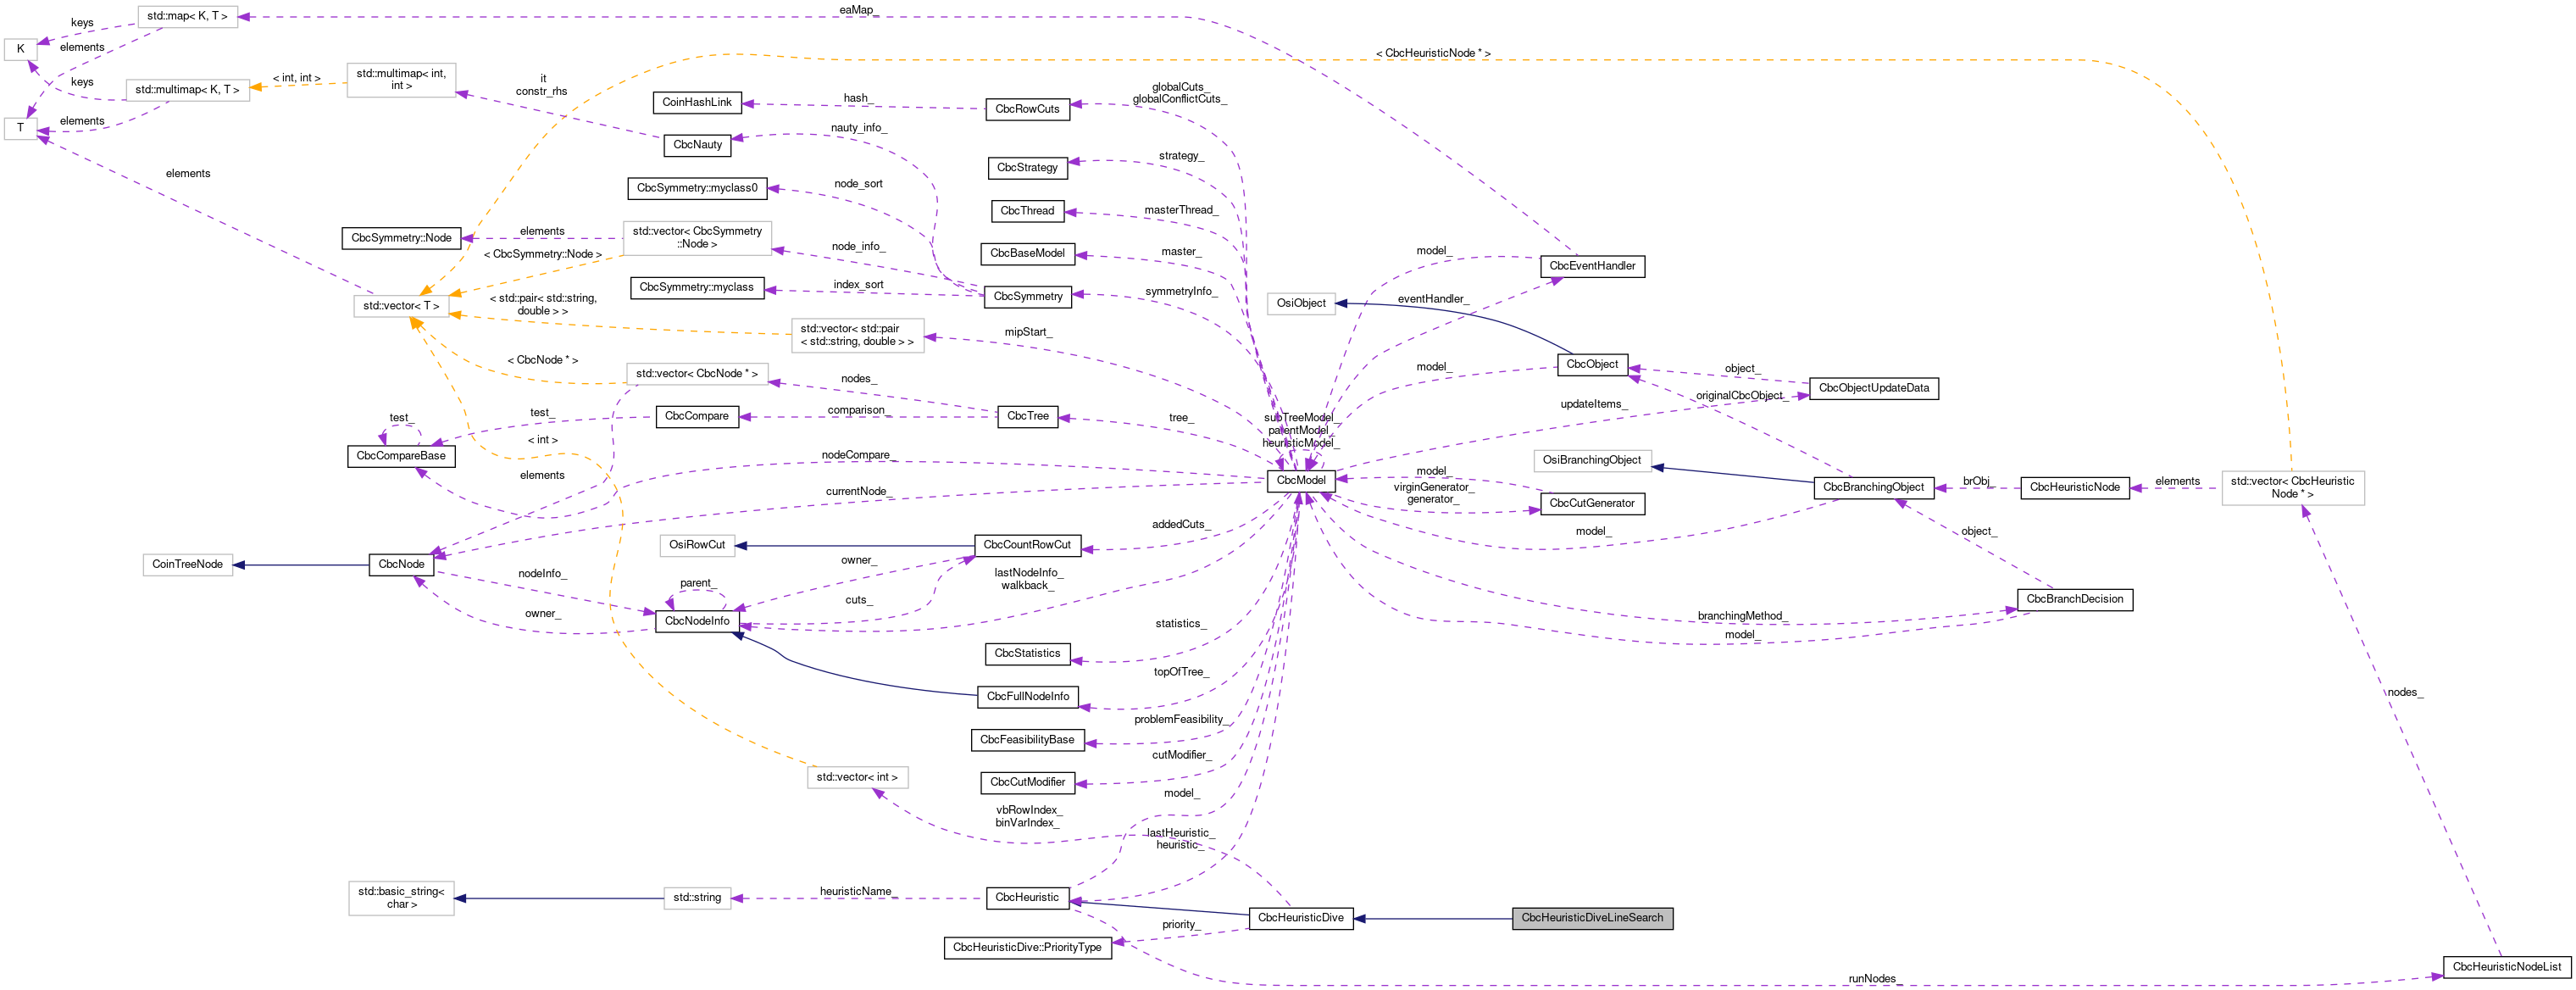 eaMap_
std::map< K, T >
keys
K
elements
< CbcHeuristicNode * >
std::multimap< int,
int >
< int, int >
keys
std::multimap< K, T >
it
constr_rhs
globalCuts_
globalConflictCuts_
CoinHashLink
hash_
CbcRowCuts
T
elements
nauty_info_
CbcNauty
strategy_
CbcStrategy
elements
CbcSymmetry::myclass0
node_sort
masterThread_
CbcThread
CbcSymmetry::Node
elements
std::vector< CbcSymmetry
::Node >
node_info_
CbcBaseModel
master_
model_
< CbcSymmetry::Node >
CbcEventHandler
CbcSymmetry::myclass
index_sort
CbcSymmetry
symmetryInfo_
std::vector< T >
< std::pair< std::string,
double > >
OsiObject
eventHandler_
std::vector< std::pair
< std::string, double > >
mipStart_
< CbcNode * >
std::vector< CbcNode * >
nodes_
model_
CbcObject
object_
CbcObjectUpdateData
originalCbcObject_
updateItems_
test_
test_
CbcCompare
comparison_
CbcTree
tree_
subTreeModel_
parentModel_
heuristicModel_
< int >
CbcCompareBase
nodeCompare_
OsiBranchingObject
elements
model_
CbcModel
CbcBranchingObject
brObj_
CbcHeuristicNode
elements
std::vector< CbcHeuristic
Node * >
currentNode_
virginGenerator_
generator_
CbcCutGenerator
addedCuts_
model_
object_
OsiRowCut
CbcCountRowCut
CoinTreeNode
CbcNode
nodeInfo_
owner_
lastNodeInfo_
walkback_
parent_
cuts_
CbcBranchDecision
owner_
CbcNodeInfo
branchingMethod_
model_
statistics_
CbcStatistics
topOfTree_
CbcFullNodeInfo
nodes_
problemFeasibility_
CbcFeasibilityBase
cutModifier_
CbcCutModifier
std::vector< int >
model_
vbRowIndex_
binVarIndex_
lastHeuristic_
heuristic_
std::basic_string<
char >
std::string
heuristicName_
CbcHeuristic
CbcHeuristicDive
CbcHeuristicDiveLineSearch
priority_
CbcHeuristicDive::PriorityType
runNodes_
CbcHeuristicNodeList